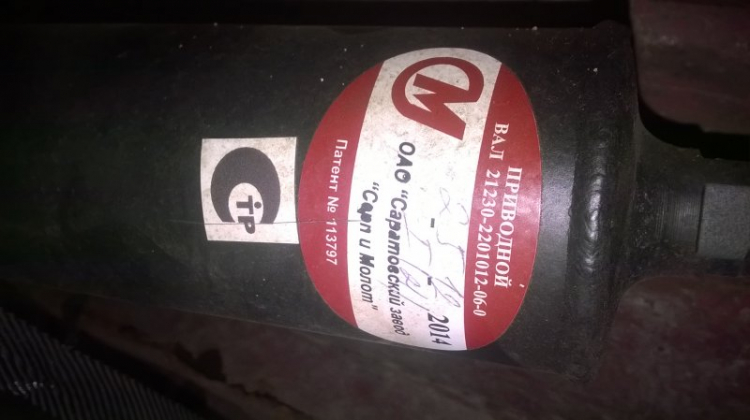 ПРИВОДНОЙ
ВАЛ 21230-2201012-06-0
2014
ОАО "Саратовский завод
"Серп и Молот"
Патент № 113797
СТР